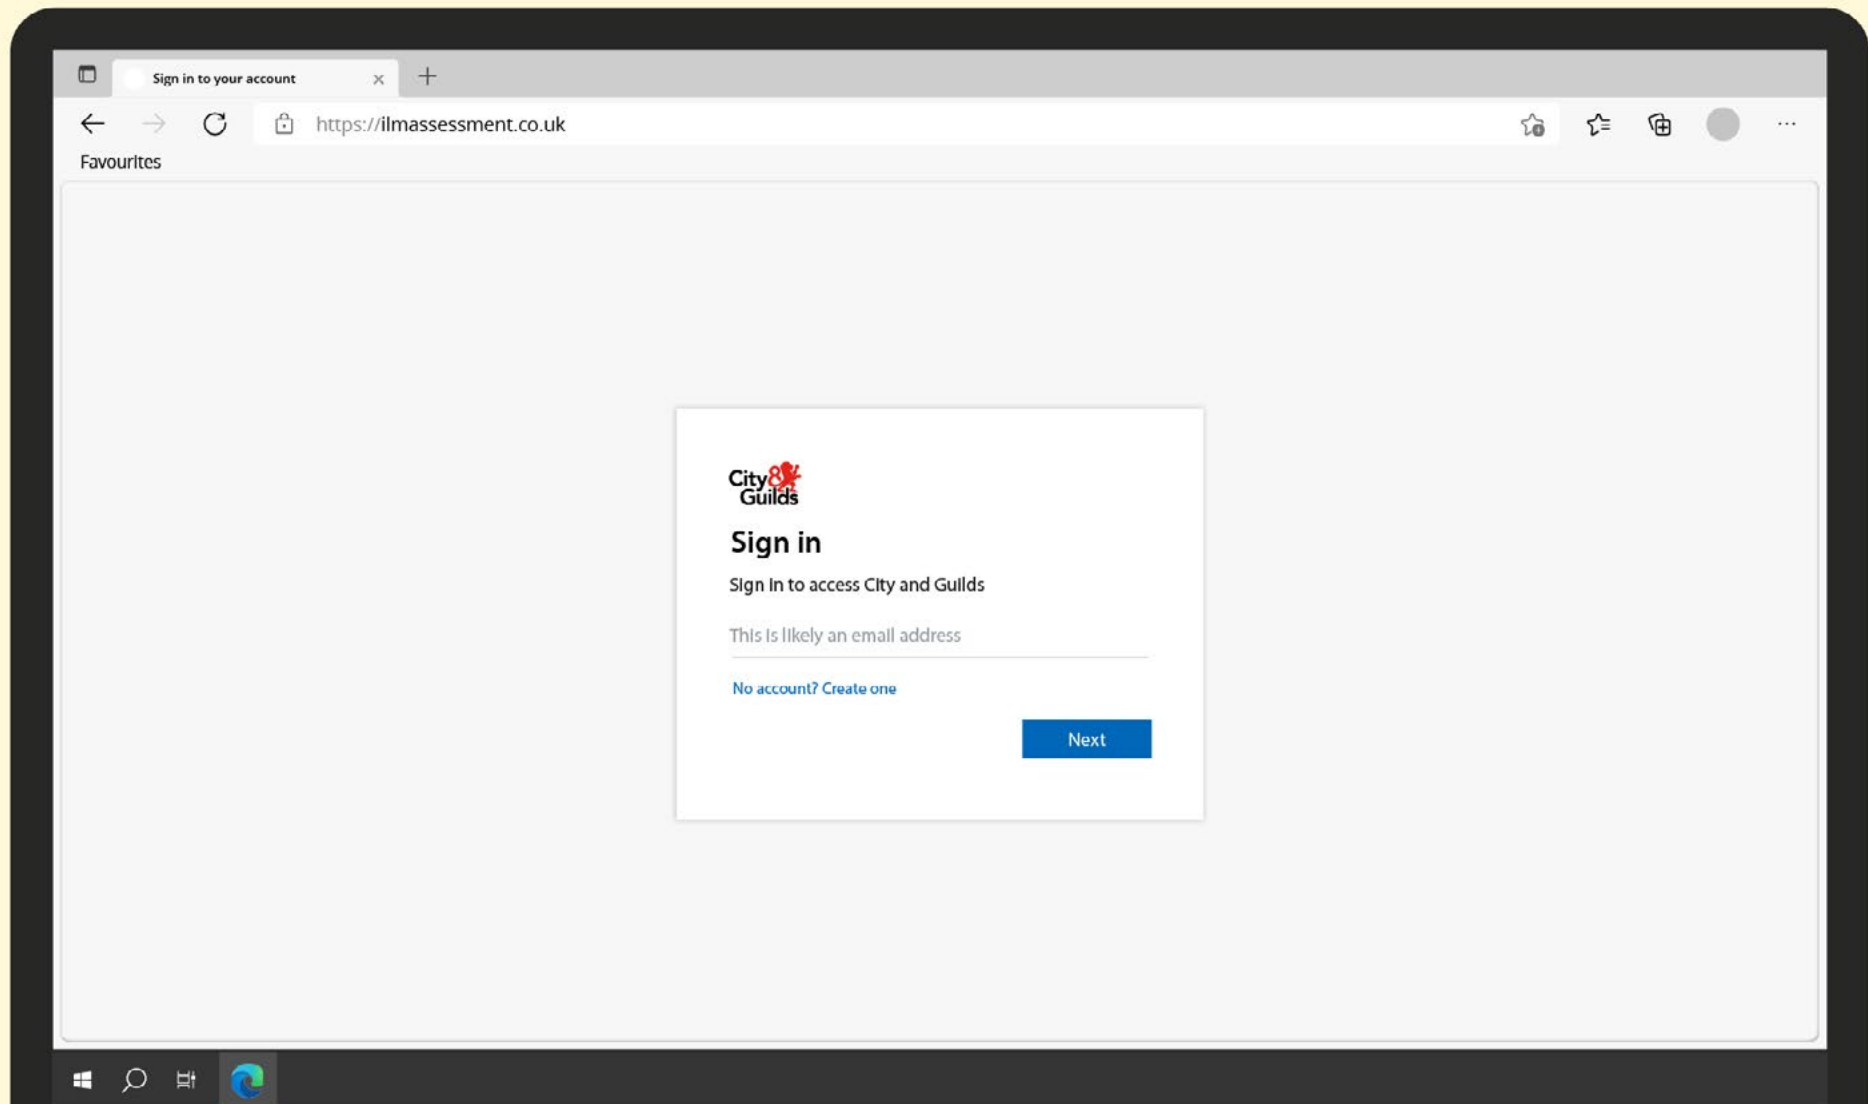 Sign in to your account
https://ilmassessment.co.uk
Favourites
City &
Guilds
Sign in
Sign in to access City and Guilds
This is likely an email address
No account? Create one
Next